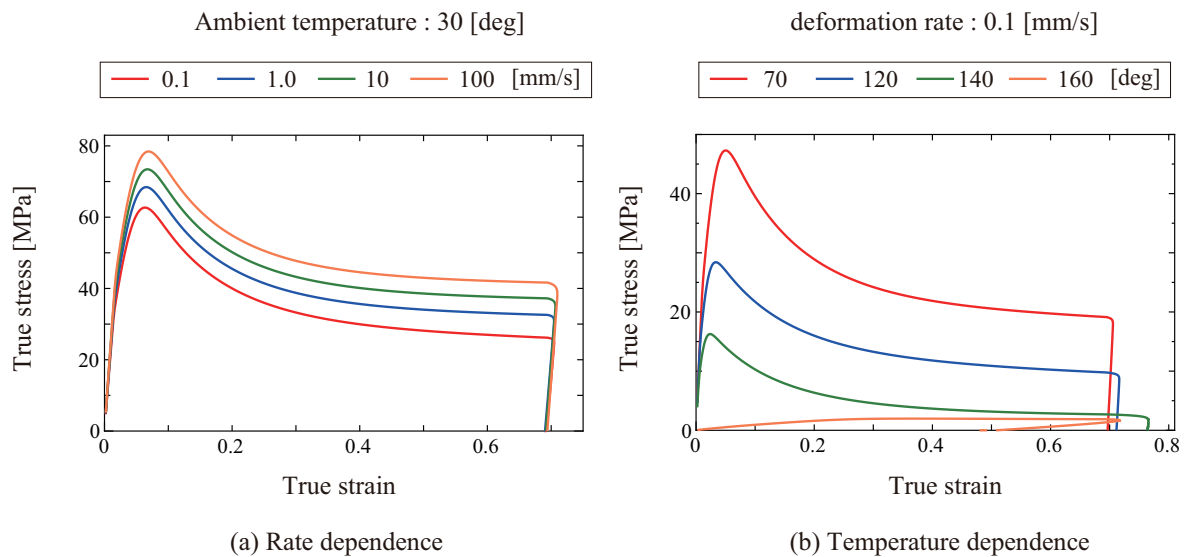 Ambient temperature : 30 [deg]
0.1 1.0 10 100 [mm/s]
80
60
40
20
0
0 0.2 0.4 0.6
True stress [MPa]
True strain
(a) Rate dependence
deformation rate : 0.1 [mm/s]
70 120 140 160 [deg]
40
20
0
0 0.2 0.4 0.6 0.8
True stress [MPa]
True strain
(b) Temperature dependence